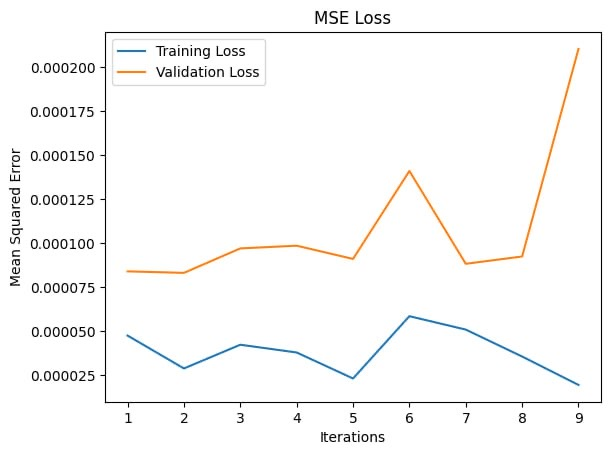 MSE Loss
Training Loss
Validation Loss
0.000200
0.000175
0.000150
0.000125
0.000100
0.000075
0.000050
0.000025
Mean Squared Error
1 2 3 4 5 6 7 8 9
Iterations